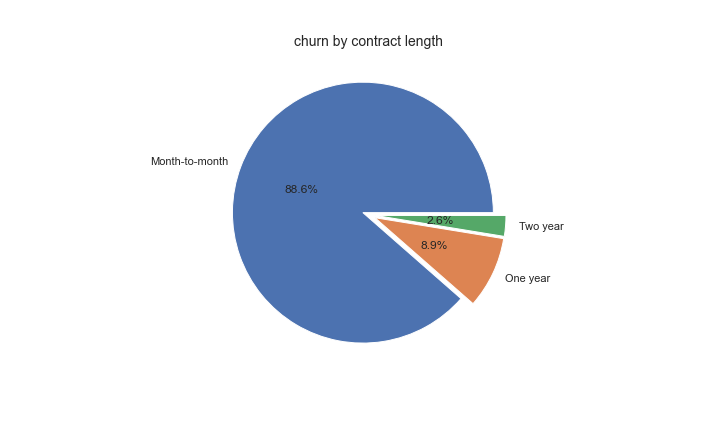 churn by contract length
Month-to-month
88.6%
2.6%
Two year
8.9%
One year